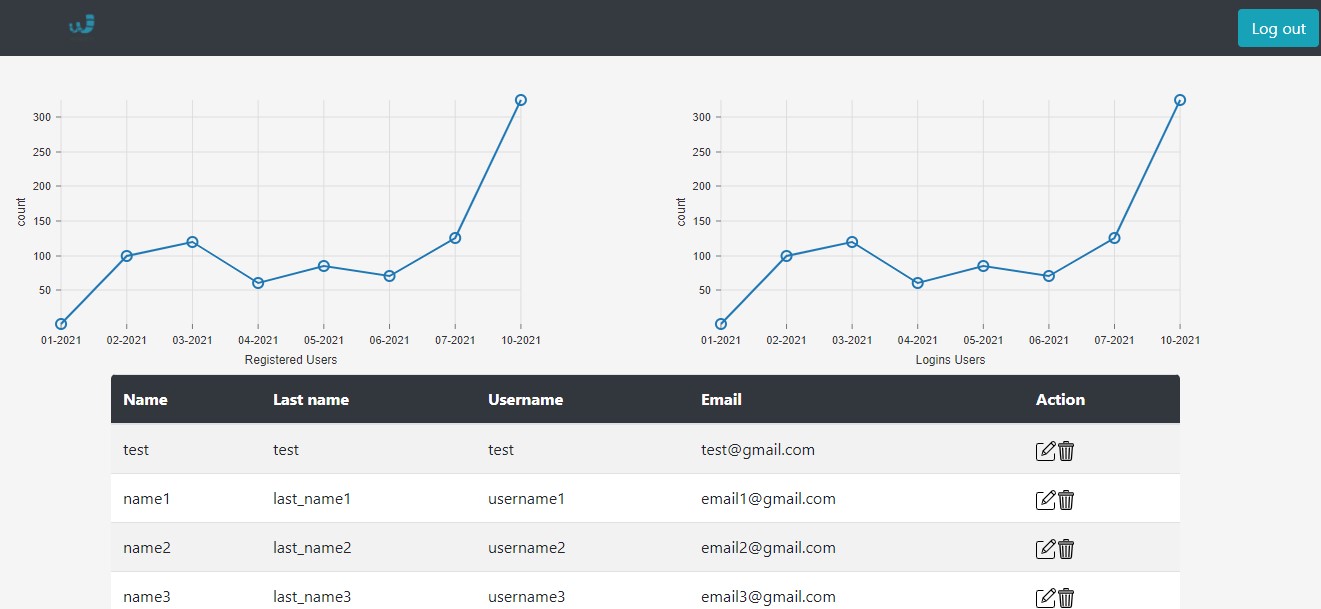 Log out
300
250
200
150
100
50
count
01-2021 02-2021 03-2021 04-2021 05-2021 06-2021 07-2021 10-2021
Registered Users
300
250
200
150
100
50
count
01-2021 02-2021 03-2021 04-2021 05-2021 06-2021 07-2021 10-2021
Logins Users
Name Last name Username Email Action
test test test test@gmail.com
name1 last_name1 username1 email1@gmail.com
name2 last_name2 username2 email2@gmail.com
name3 last_name3 username3 email3@gmail.com